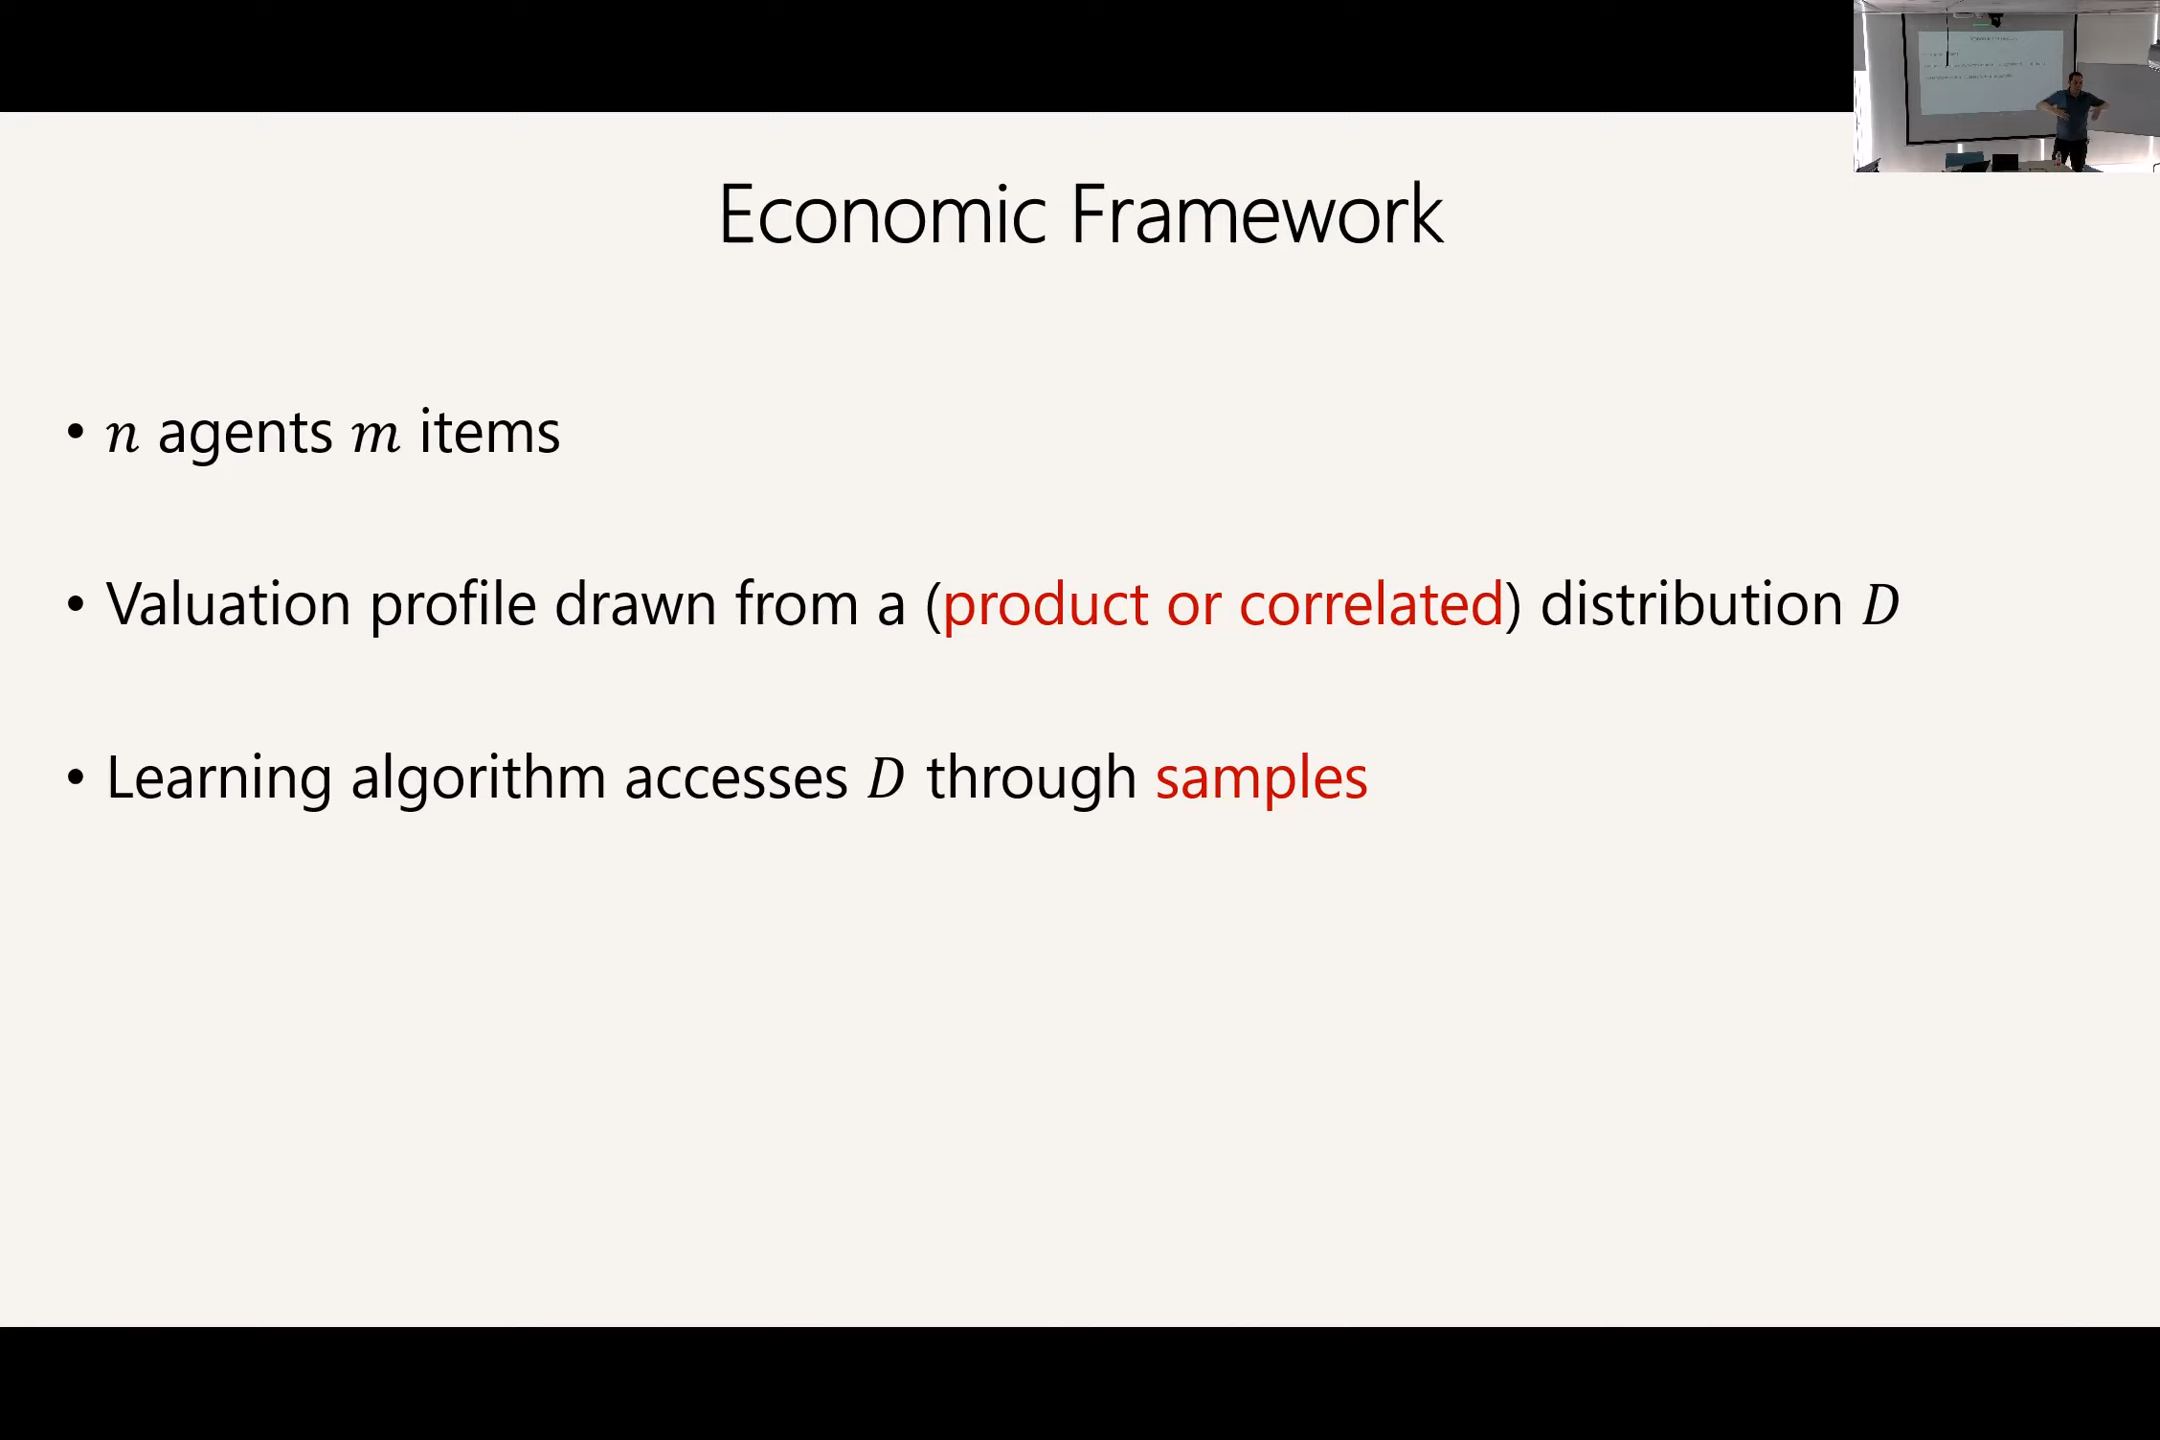 Economic Framework
• n agents m items
• Valuation profile drawn from a (product or correlated) distribution D
• Learning algorithm accesses D through samples